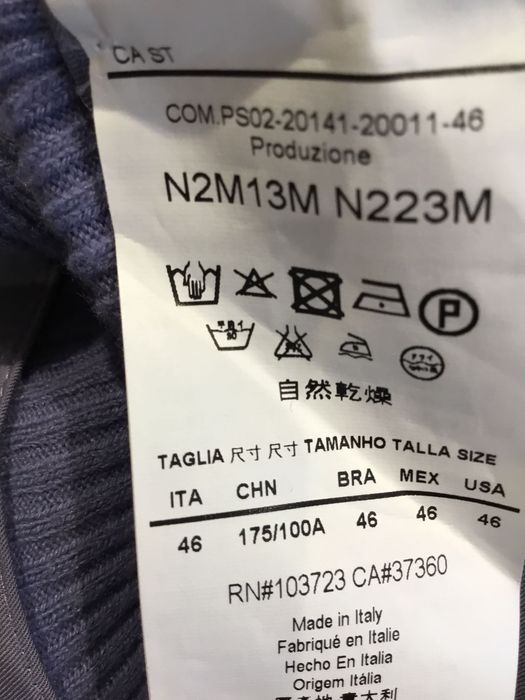 CA ST
COM.PS02-20141-20011-46
Produzione
N2M13M N223M
P
自然乾燥
TAGLIA 尺寸 尺寸 TAMANHO TALLA SIZE
ITA CHN BRA MEX USA
46 175/100A 46 46 46
RN#103723 CA#37360
Made in Italy
Fabriqué en Italie
Hecho En Italia
Origem Itália